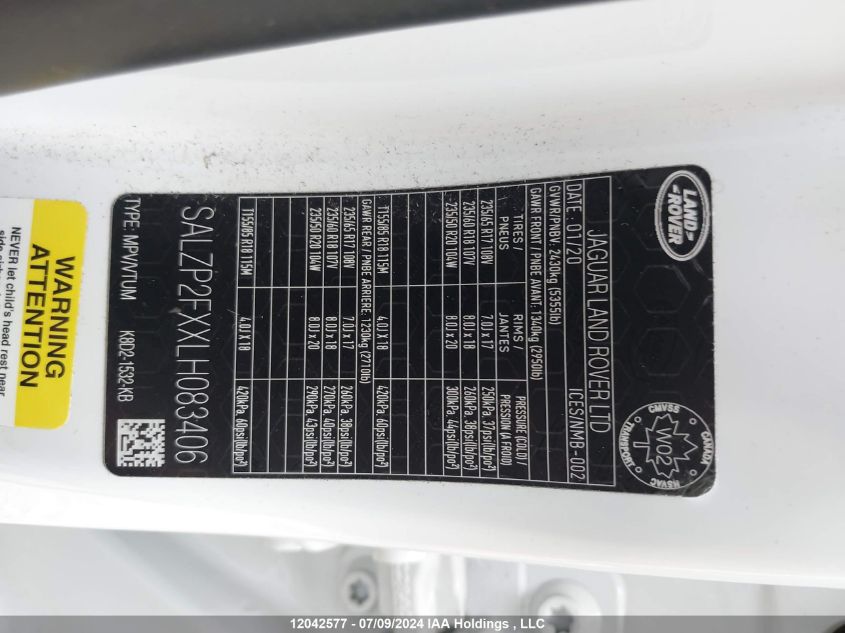 LAND-
ROVER
JAGUAR LAND ROVER LTD
DATE: 01/20
ICES/NMB-002
GVWR/PNBV: 2430kg (5355lb)
GAWR FRONT / PNBE AVANT: 1340kg (2950lb)
TIRES / PNEUS RIMS / JANTES PRESSURE (COLD) / PRESSION (A FROID)
235/65 R17 108V 7.0J x 17 250kPa, 37psi(lb/po²)
235/60 R18 107V 8.0J x 18 260kPa, 38psi(lb/po²)
235/50 R20 104W 8.0J x 20 300kPa, 44psi(lb/po²)
T155/85 R18 115M 4.0J X 18 420kPa, 60psi(lb/po²)
GAWR REAR / PNBE ARRIERE: 1230kg (2710lb)
235/65 R17 108V 7.0J x 17 260kPa, 38psi(lb/po²)
235/60 R18 107V 8.0J x 18 270kPa, 40psi(lb/po²)
235/50 R20 104W 8.0J x 20 290kPa, 43psi(lb/po²)
T155/85 R18 115M 4.0J X 18 420kPa, 60psi(lb/po²)
SALZP2FXXLH083406
TYPE: MPV/VTUM
K8D2-1532-KB
CMVSS
CANADA
TRANSPORT
HSVAC
W02
T
WARNING
ATTENTION
NEVER let child's head rest near
12042577 - 07/09/2024 IAA Holdings , LLC